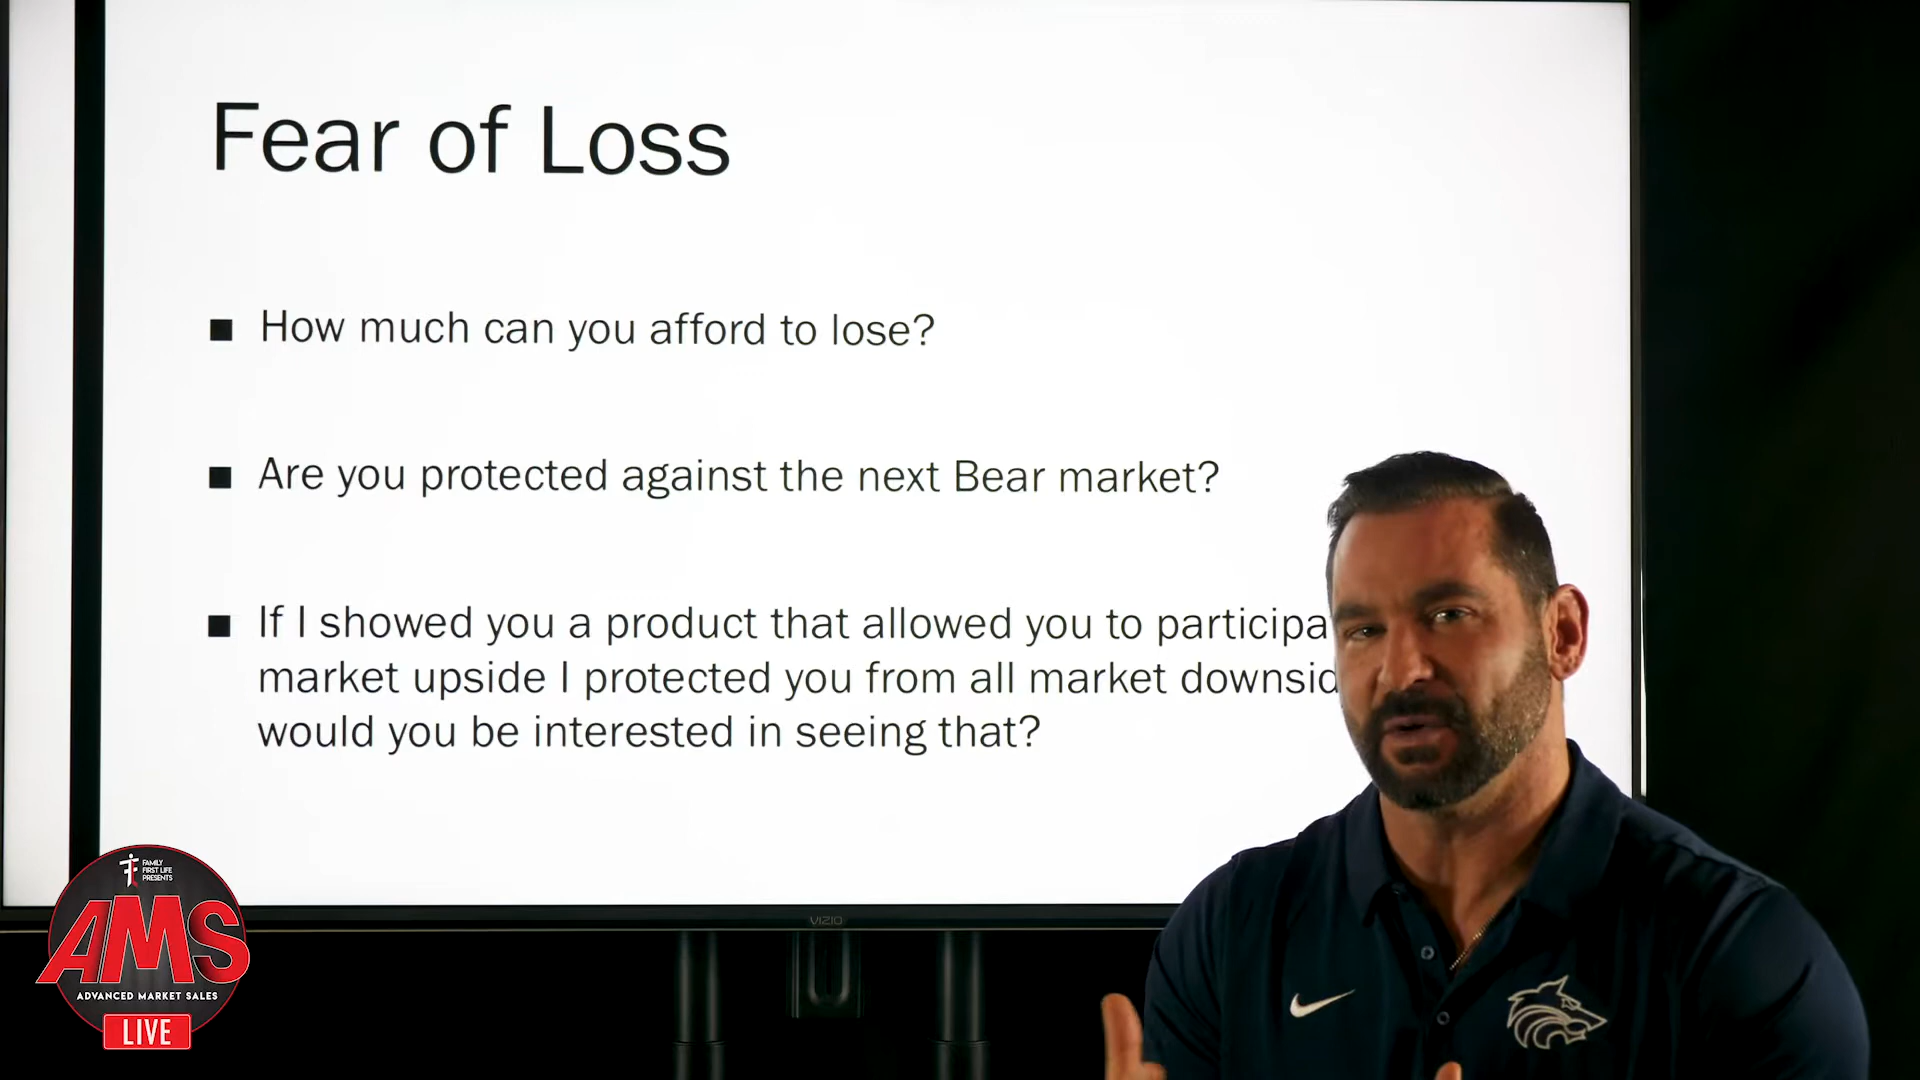 Fear of Loss
■ How much can you afford to lose?
■ Are you protected against the next Bear market?
■ If I showed you a product that allowed you to participa
market upside I protected you from all market downsid
would you be interested in seeing that?
VIZIO
FAMILY
FIRST LIFE
PRESENTS
AMS
ADVANCED MARKET SALES
LIVE